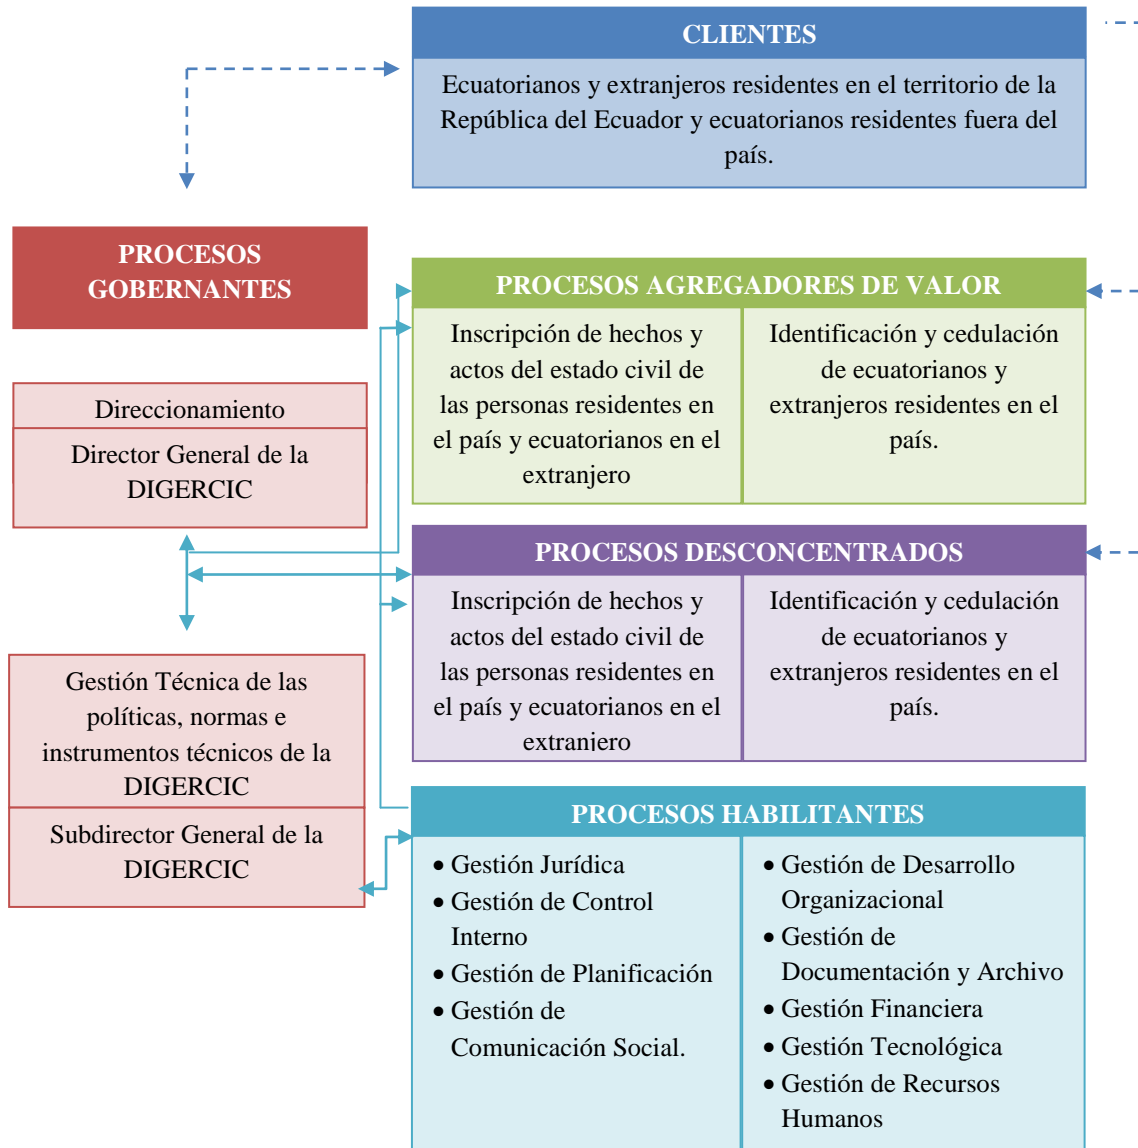 CLIENTES
Ecuatorianos y extranjeros residentes en el territorio de la
República del Ecuador y ecuatorianos residentes fuera del
país.
PROCESOS
GOBERNANTES
Direccionamiento
Director General de la
DIGERCIC
Gestión Técnica de las
políticas, normas e
instrumentos técnicos de la
DIGERCIC
Subdirector General de la
DIGERCIC
PROCESOS AGREGADORES DE VALOR
Inscripción de hechos y
actos del estado civil de
las personas residentes en
el país y ecuatorianos en el
extranjero
Identificación y cedulación
de ecuatorianos y
extranjeros residentes en el
país.
PROCESOS DESCONCENTRADOS
Inscripción de hechos y
actos del estado civil de
las personas residentes en
el país y ecuatorianos en el
extranjero
Identificación y cedulación
de ecuatorianos y
extranjeros residentes en el
país.
PROCESOS HABILITANTES
• Gestión Jurídica
• Gestión de Control
Interno
• Gestión de Planificación
• Gestión de
Comunicación Social.
• Gestión de Desarrollo
Organizacional
• Gestión de
Documentación y Archivo
• Gestión Financiera
• Gestión Tecnológica
• Gestión de Recursos
Humanos